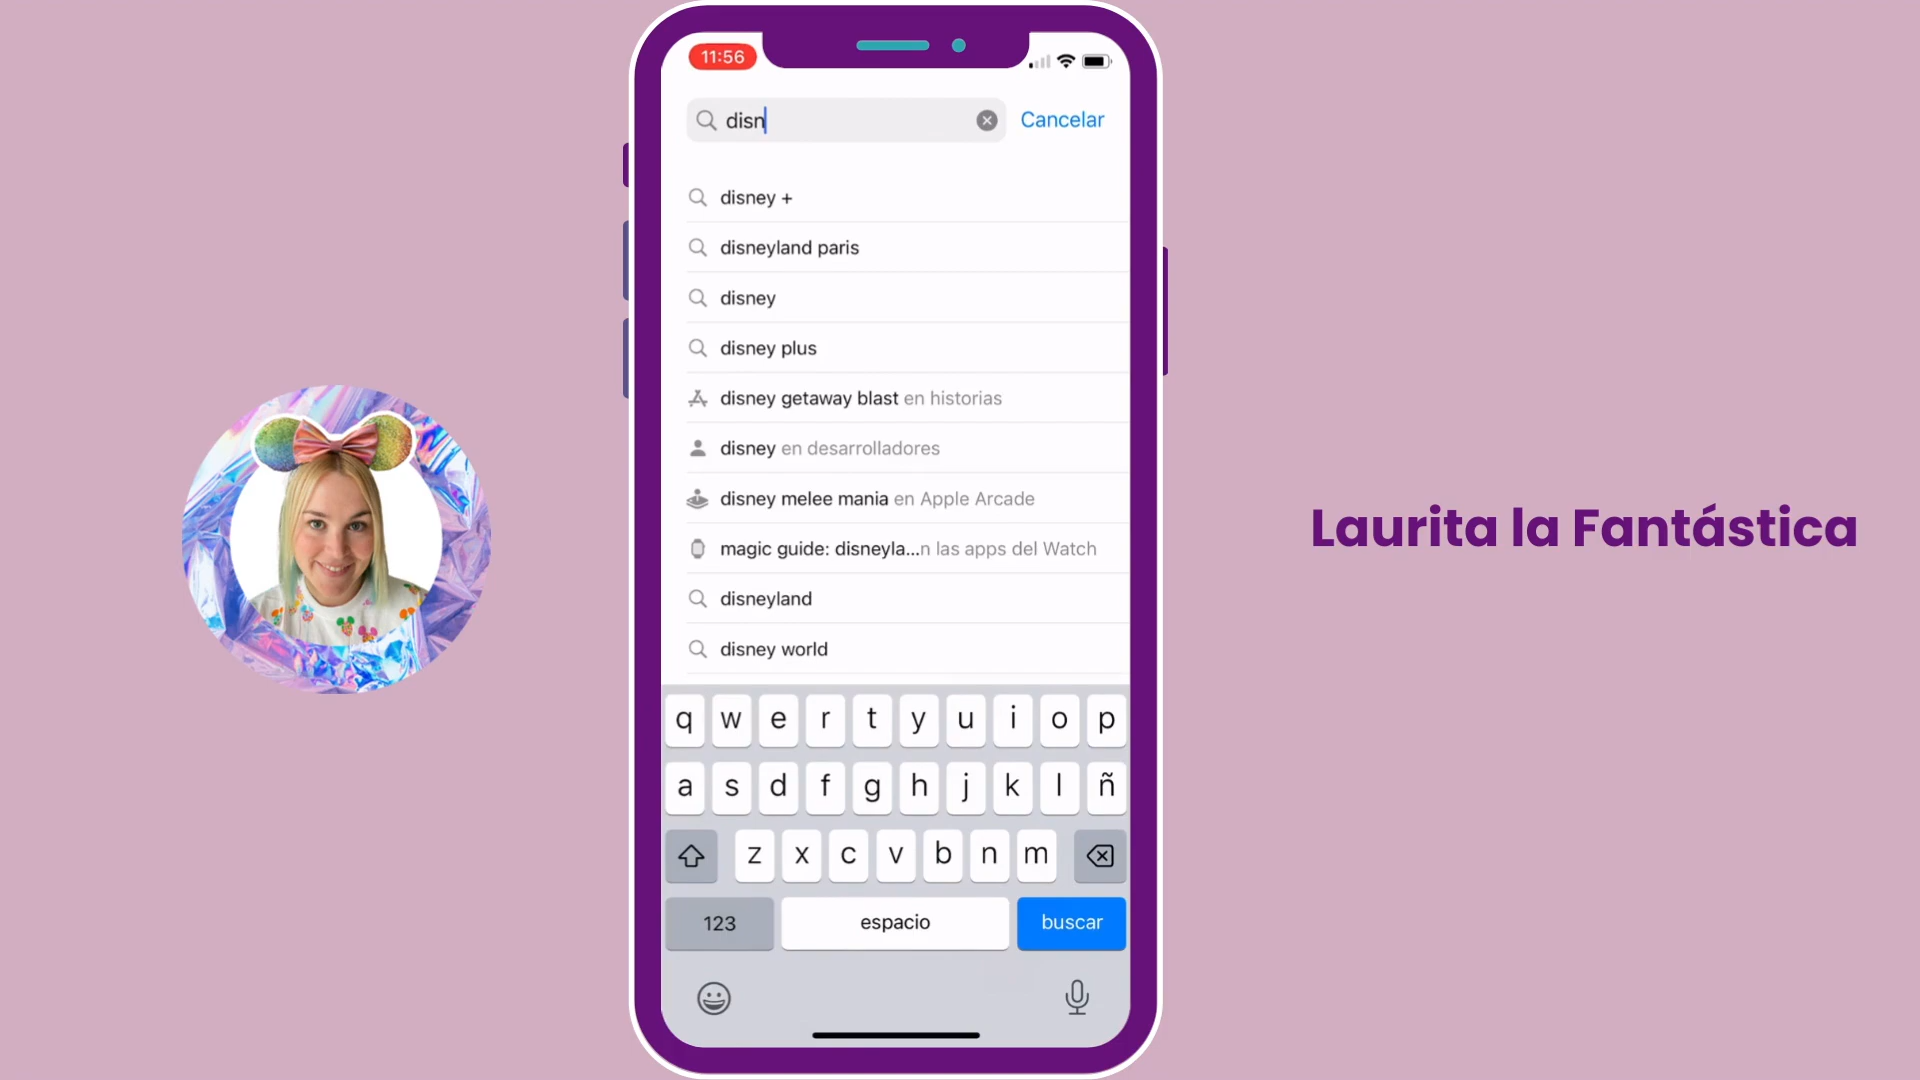 11:56
disn
Cancelar
disney +
disneyland paris
disney
disney plus
disney getaway blast en historias
disney en desarrolladores
disney melee mania en Apple Arcade
magic guide: disneyla...n las apps del Watch
disneyland
disney world
q w e r t y u i o p
a s d f g h j k l ñ
z x c v b n m
123 espacio buscar
Laurita la Fantástica